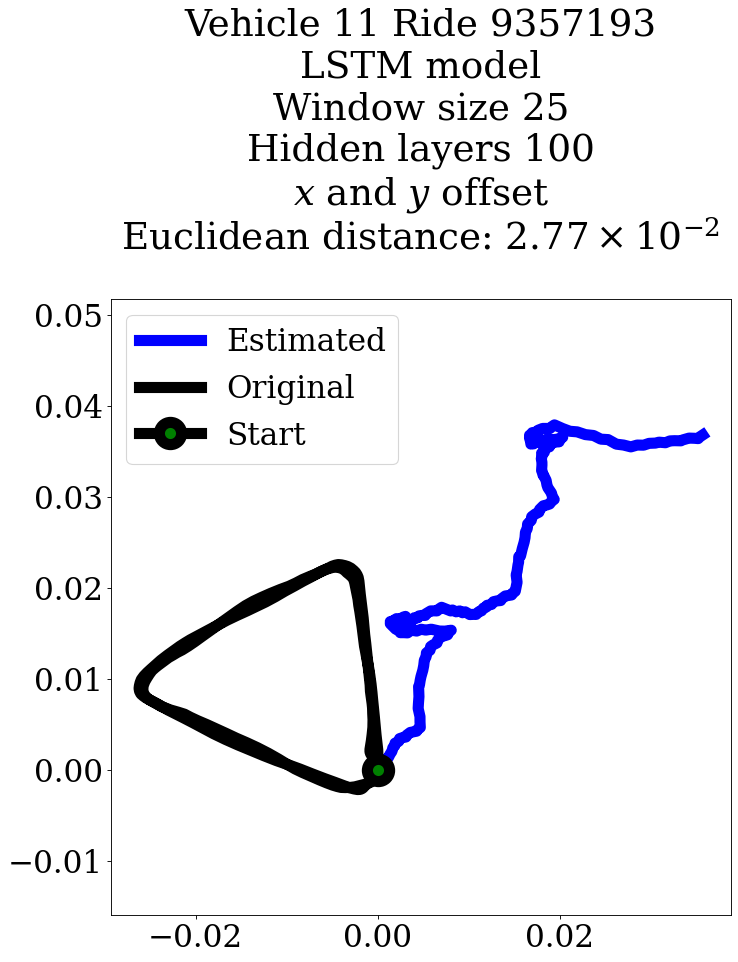 Vehicle 11 Ride 9357193
LSTM model
Window size 25
Hidden layers 100
x and y offset
Euclidean distance: 2.77 × 10⁻²
Estimated
Original
Start
0.05
0.04
0.03
0.02
0.01
0.00
−0.01
−0.02
0.00
0.02